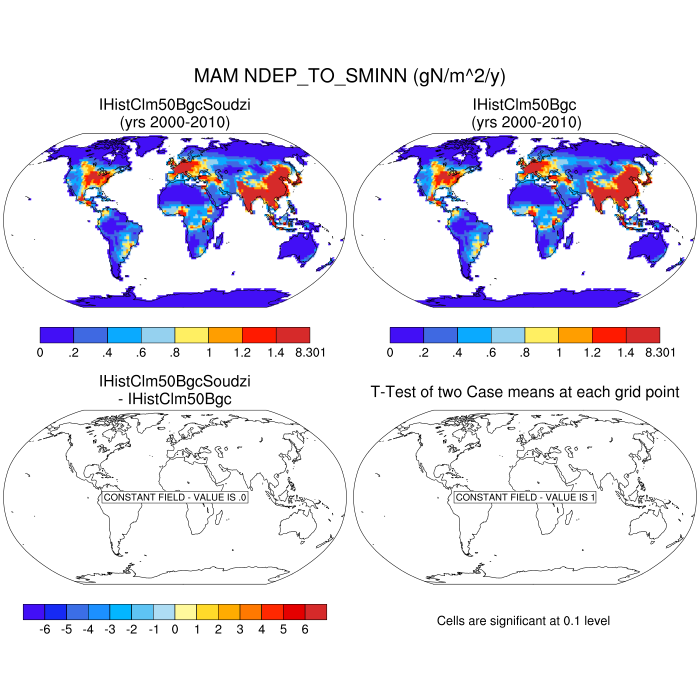 MAM NDEP_TO_SMINN (gN/m^2/y)
IHistClm50BgcSoudzi
(yrs 2000-2010)
IHistClm50Bgc
(yrs 2000-2010)
0 .2 .4 .6 .8 1 1.2 1.4 8.301
0 .2 .4 .6 .8 1 1.2 1.4 8.301
IHistClm50BgcSoudzi
- IHistClm50Bgc
T-Test of two Case means at each grid point
CONSTANT FIELD - VALUE IS .0
CONSTANT FIELD - VALUE IS 1
-6 -5 -4 -3 -2 -1 0 1 2 3 4 5 6
Cells are significant at 0.1 level